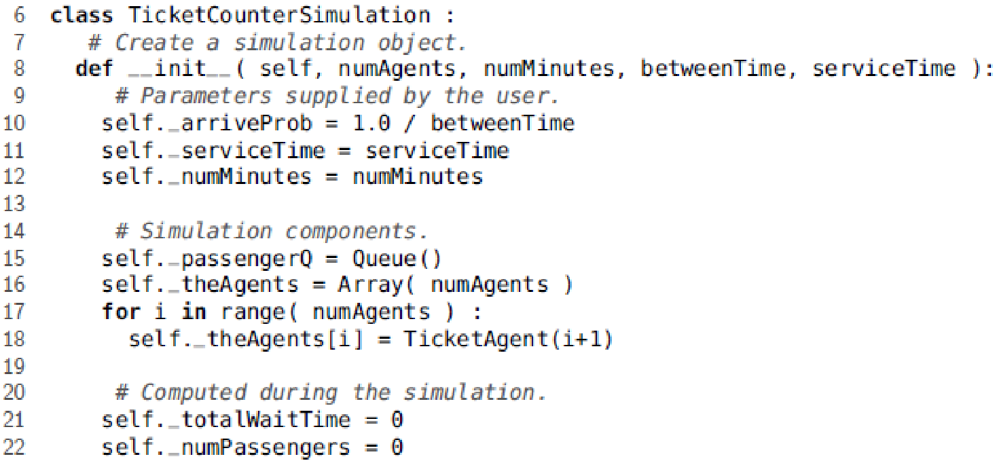 6 class TicketCounterSimulation :
7 # Create a simulation object.
8 def __init__( self, numAgents, numMinutes, betweenTime, serviceTime ):
9 # Parameters supplied by the user.
10 self._arriveProb = 1.0 / betweenTime
11 self._serviceTime = serviceTime
12 self._numMinutes = numMinutes
13
14 # Simulation components.
15 self._passengerQ = Queue()
16 self._theAgents = Array( numAgents )
17 for i in range( numAgents ) :
18 self._theAgents[i] = TicketAgent(i+1)
19
20 # Computed during the simulation.
21 self._totalWaitTime = 0
22 self._numPassengers = 0